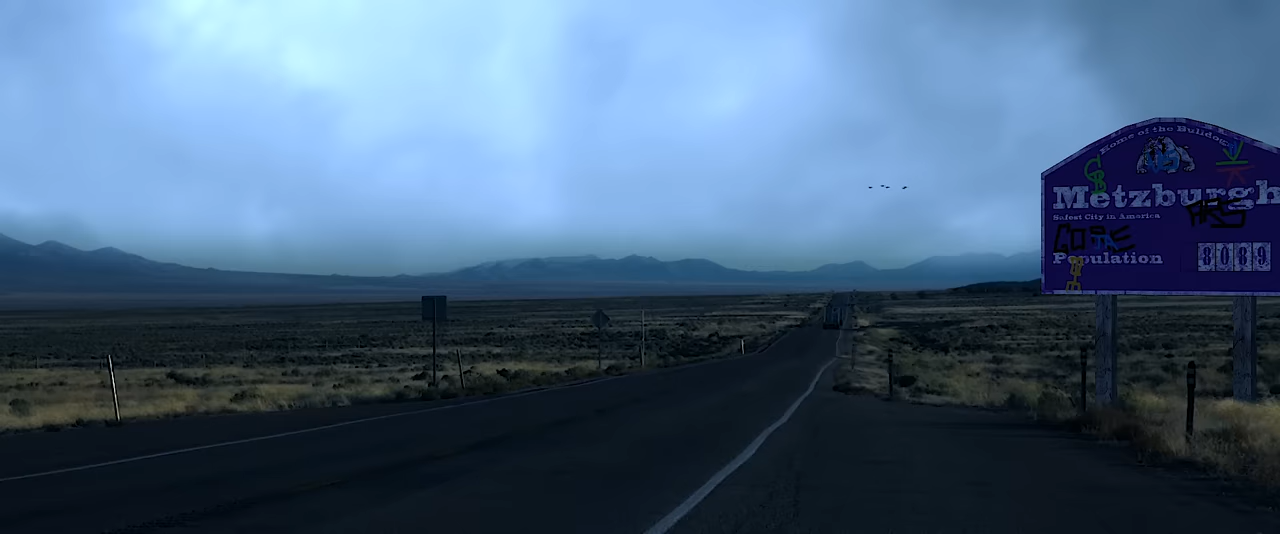 Home of the Bulldogs
Metzburgh
Safest City in America
Population
8089